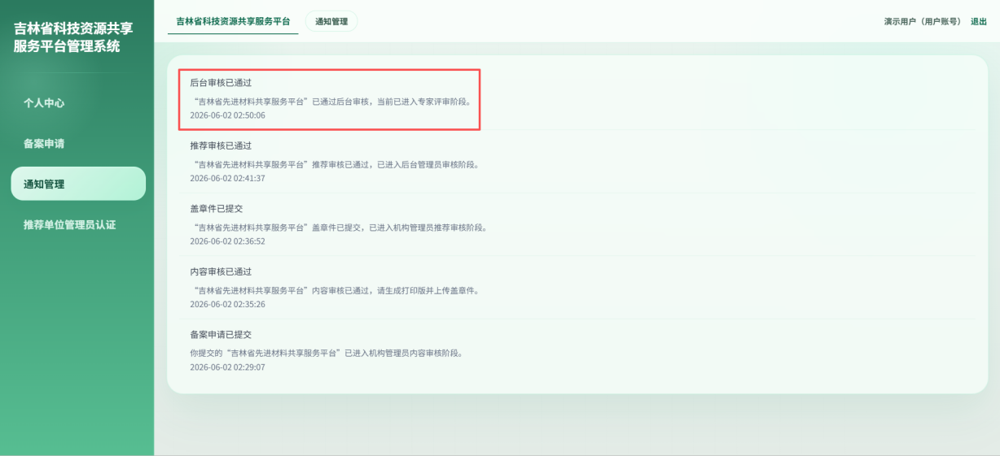 吉林省科技资源共享
服务平台管理系统
个人中心
备案申请
通知管理
推荐单位管理员认证
吉林省科技资源共享服务平台
通知管理
演示用户（用户账号） 退出
后台审核已通过
“吉林省先进材料共享服务平台”已通过后台审核，当前已进入专家评审阶段。
2026-06-02 02:50:06
推荐审核已通过
“吉林省先进材料共享服务平台”推荐审核已通过，已进入后台管理员审核阶段。
2026-06-02 02:41:37
盖章件已提交
“吉林省先进材料共享服务平台”盖章件已提交，已进入机构管理员推荐审核阶段。
2026-06-02 02:36:52
内容审核已通过
“吉林省先进材料共享服务平台”内容审核已通过，请生成打印版并上传盖章件。
2026-06-02 02:35:26
备案申请已提交
你提交的“吉林省先进材料共享服务平台”已进入机构管理员内容审核阶段。
2026-06-02 02:29:07